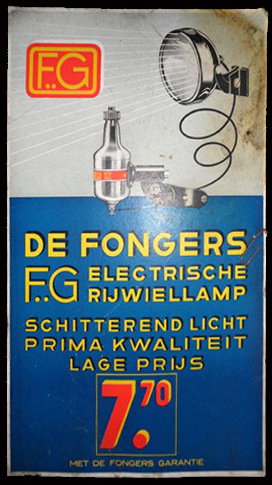 F..G
DE FONGERS
F..G ELECTRISCHE
RIJWIELLAMP
SCHITTEREND LICHT
PRIMA KWALITEIT
LAGE PRIJS
7.70
MET DE FONGERS GARANTIE